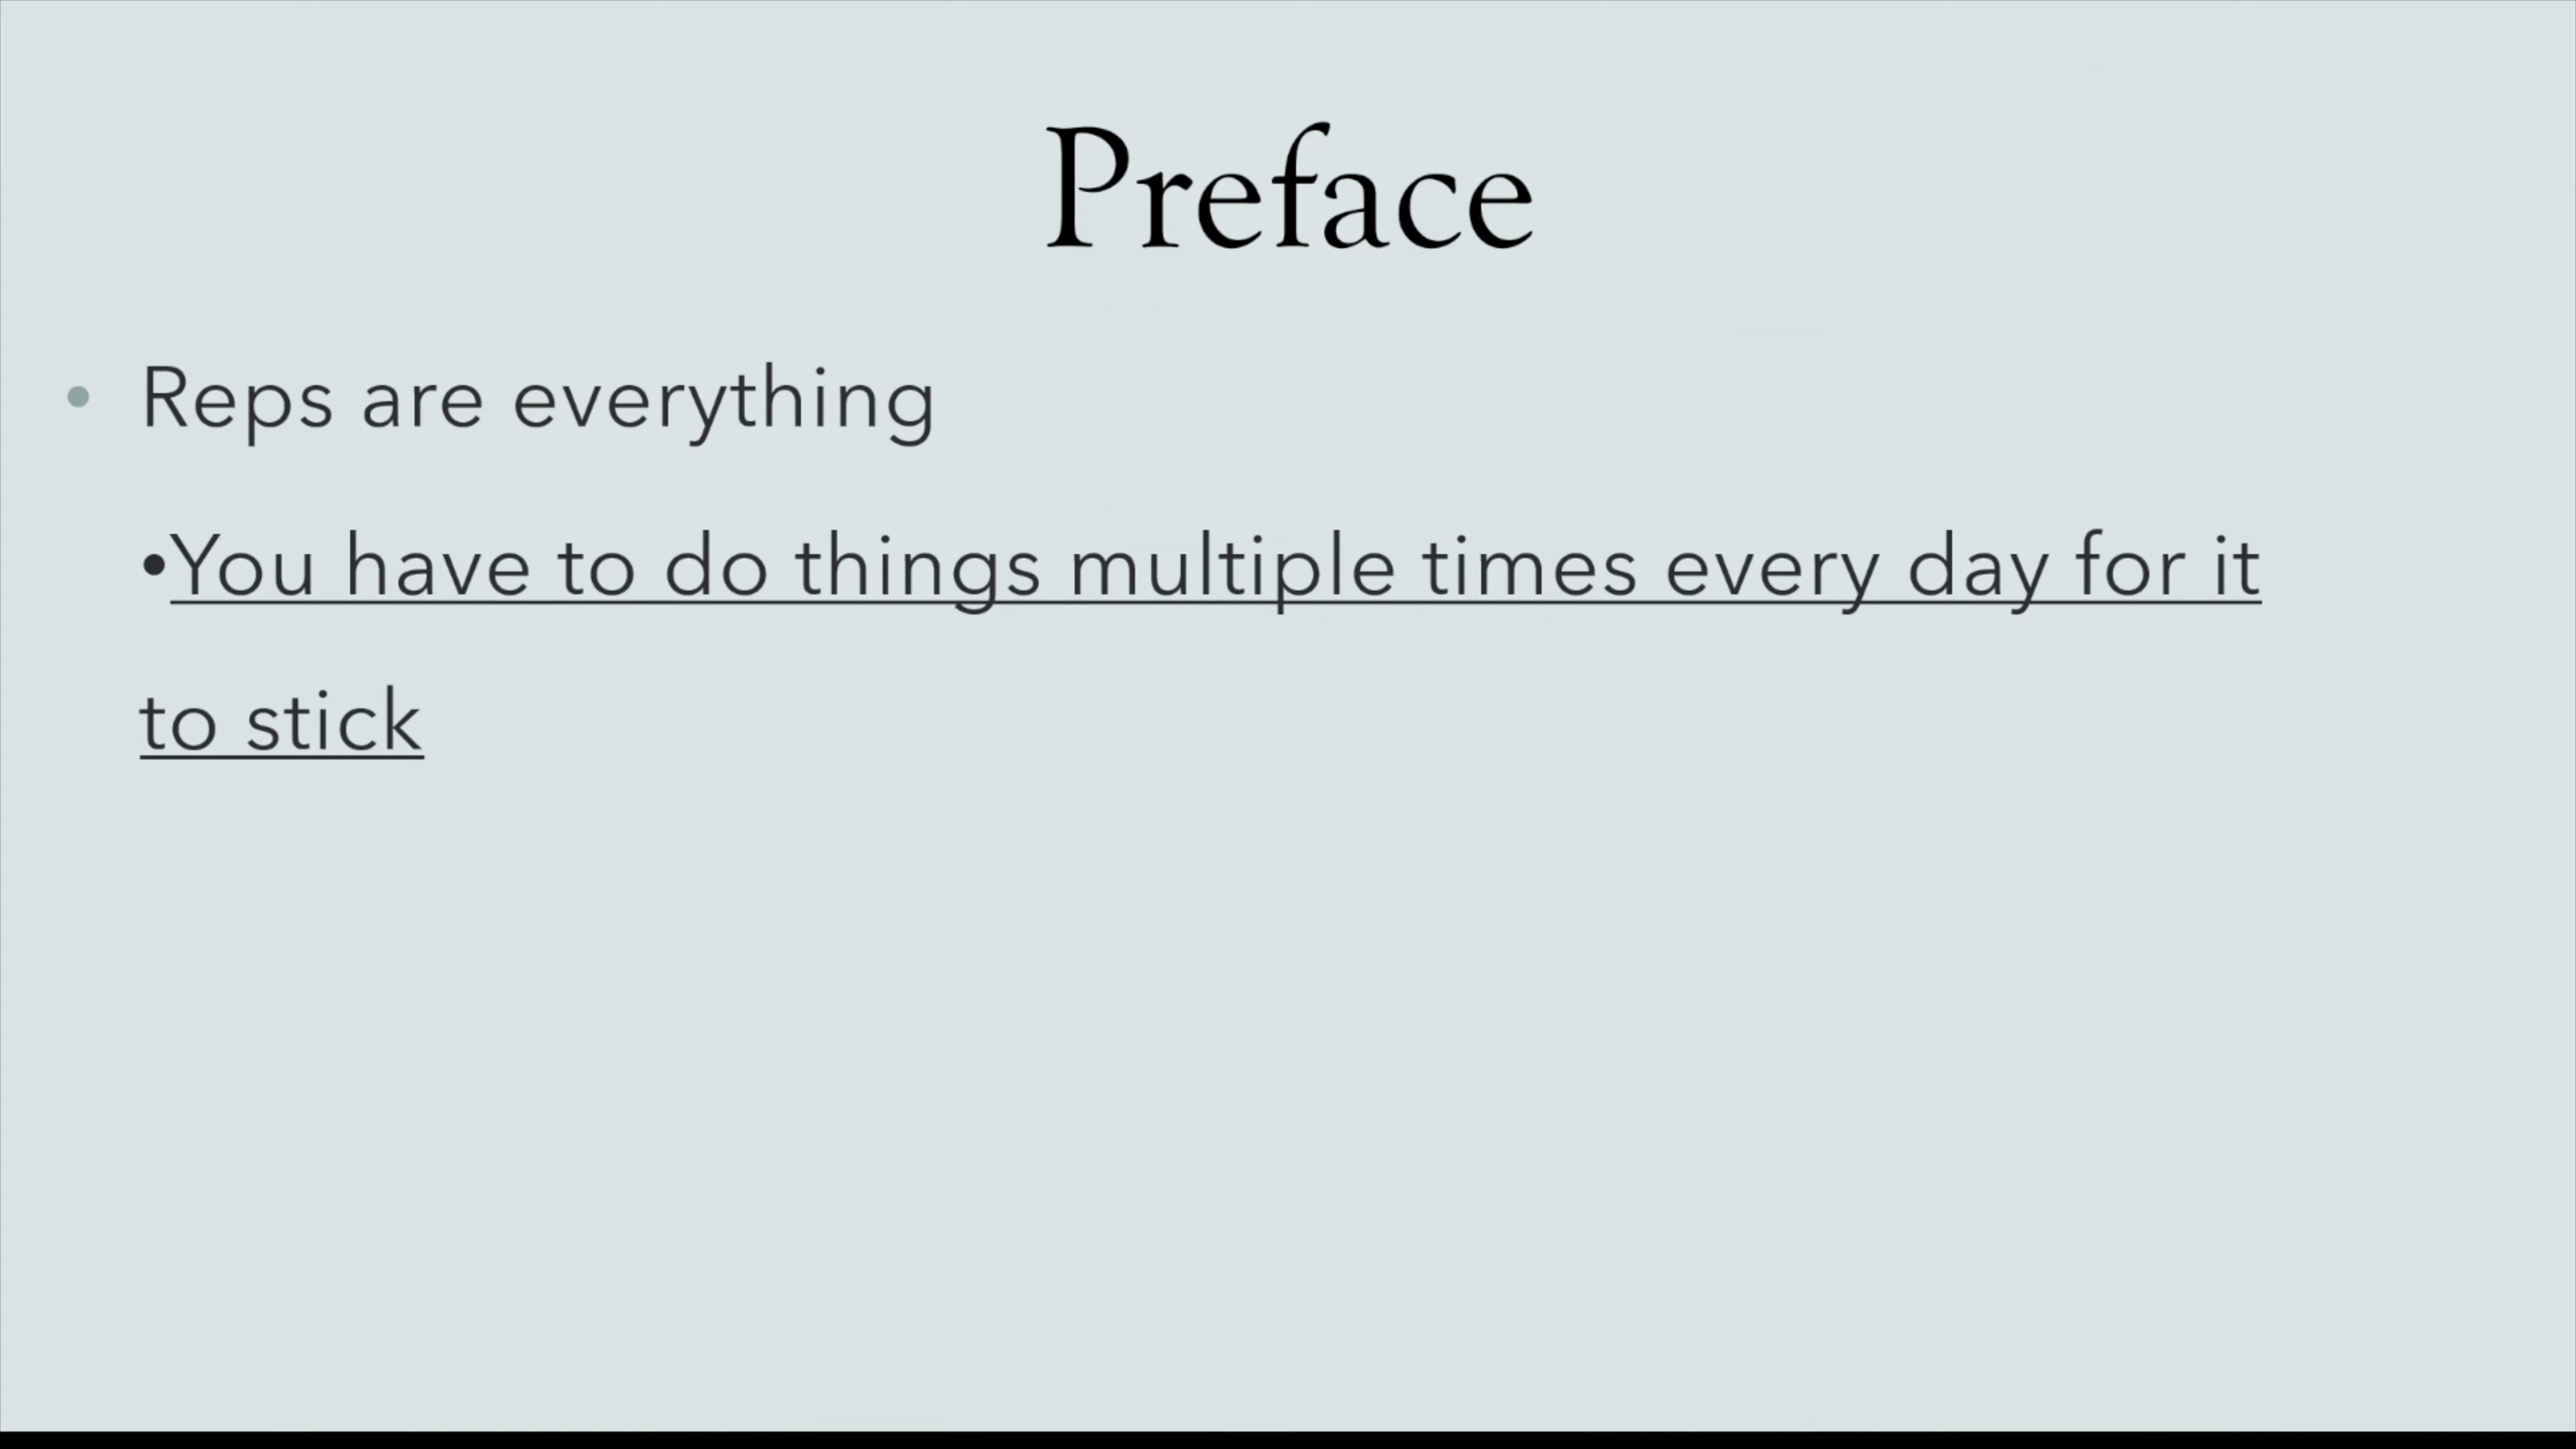 Preface
• Reps are everything
•You have to do things multiple times every day for it
to stick